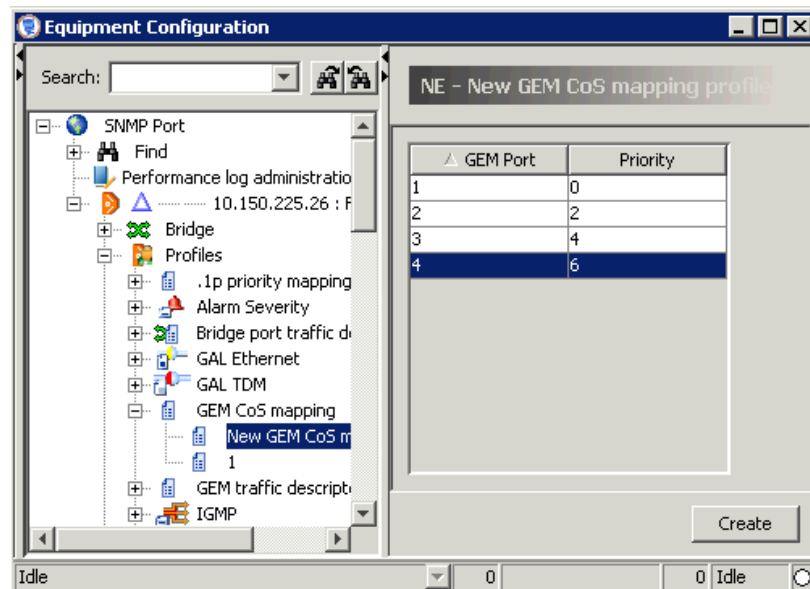 Equipment Configuration
Search:
SNMP Port
Find
Performance log administratio
10.150.225.26 : F
Bridge
Profiles
.1p priority mapping
Alarm Severity
Bridge port traffic d
GAL Ethernet
GAL TDM
GEM CoS mapping
New GEM CoS m
1
GEM traffic descript
IGMP
NE - New GEM CoS mapping profile
GEM Port Priority
1 0
2 2
3 4
4 6
Create
Idle 0 0 Idle